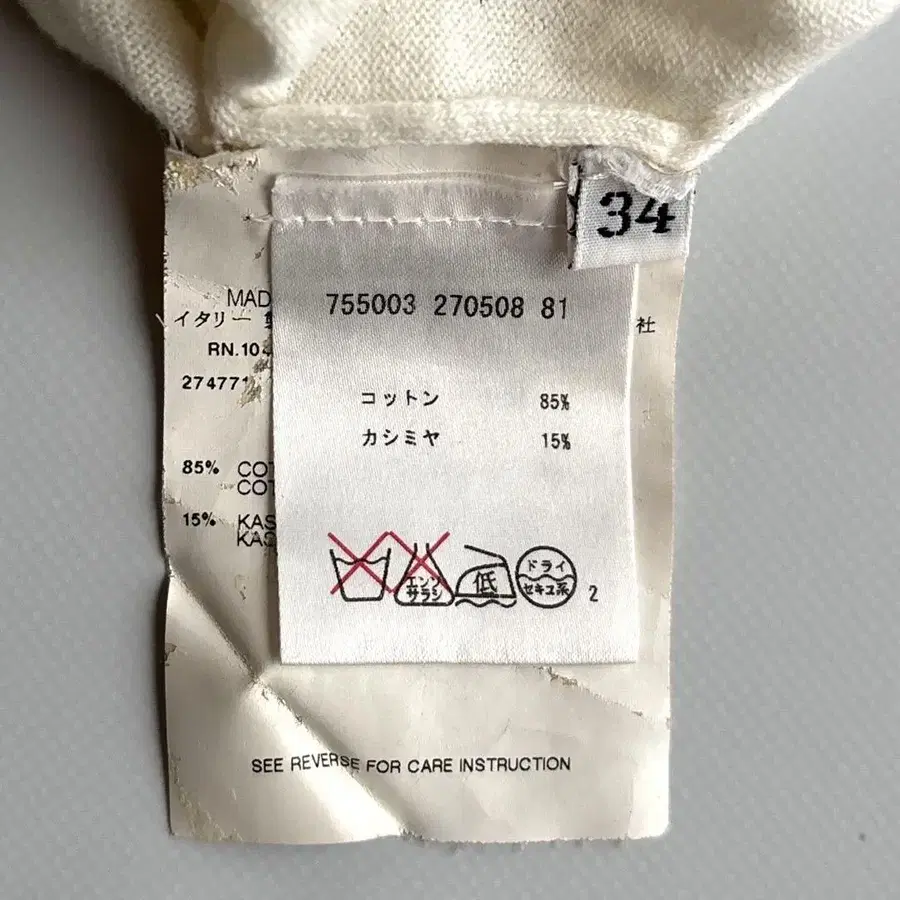 34
755003 270508 81
コットン 85%
カシミヤ 15%
エンソ
サラシ
低
ドライ
セキユ系
2
MAD
イタリー
社
RN.10
27477
85% COT
COT
15% KAS
KAS
SEE REVERSE FOR CARE INSTRUCTION